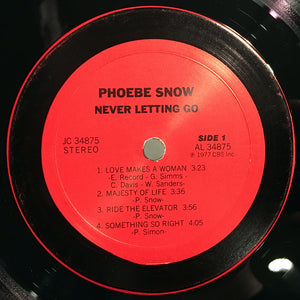 PHOEBE SNOW
NEVER LETTING GO
JC 34875
STEREO
SIDE 1
AL 34875
℗ 1977 CBS Inc.
1. LOVE MAKES A WOMAN 3:23
-E. Record - G. Simms -
C. Davis - W. Sanders-
2. MAJESTY OF LIFE 3:36
-P. Snow-
3. RIDE THE ELEVATOR 3:56
-P. Snow-
4. SOMETHING SO RIGHT 4:05
-P. Simon-